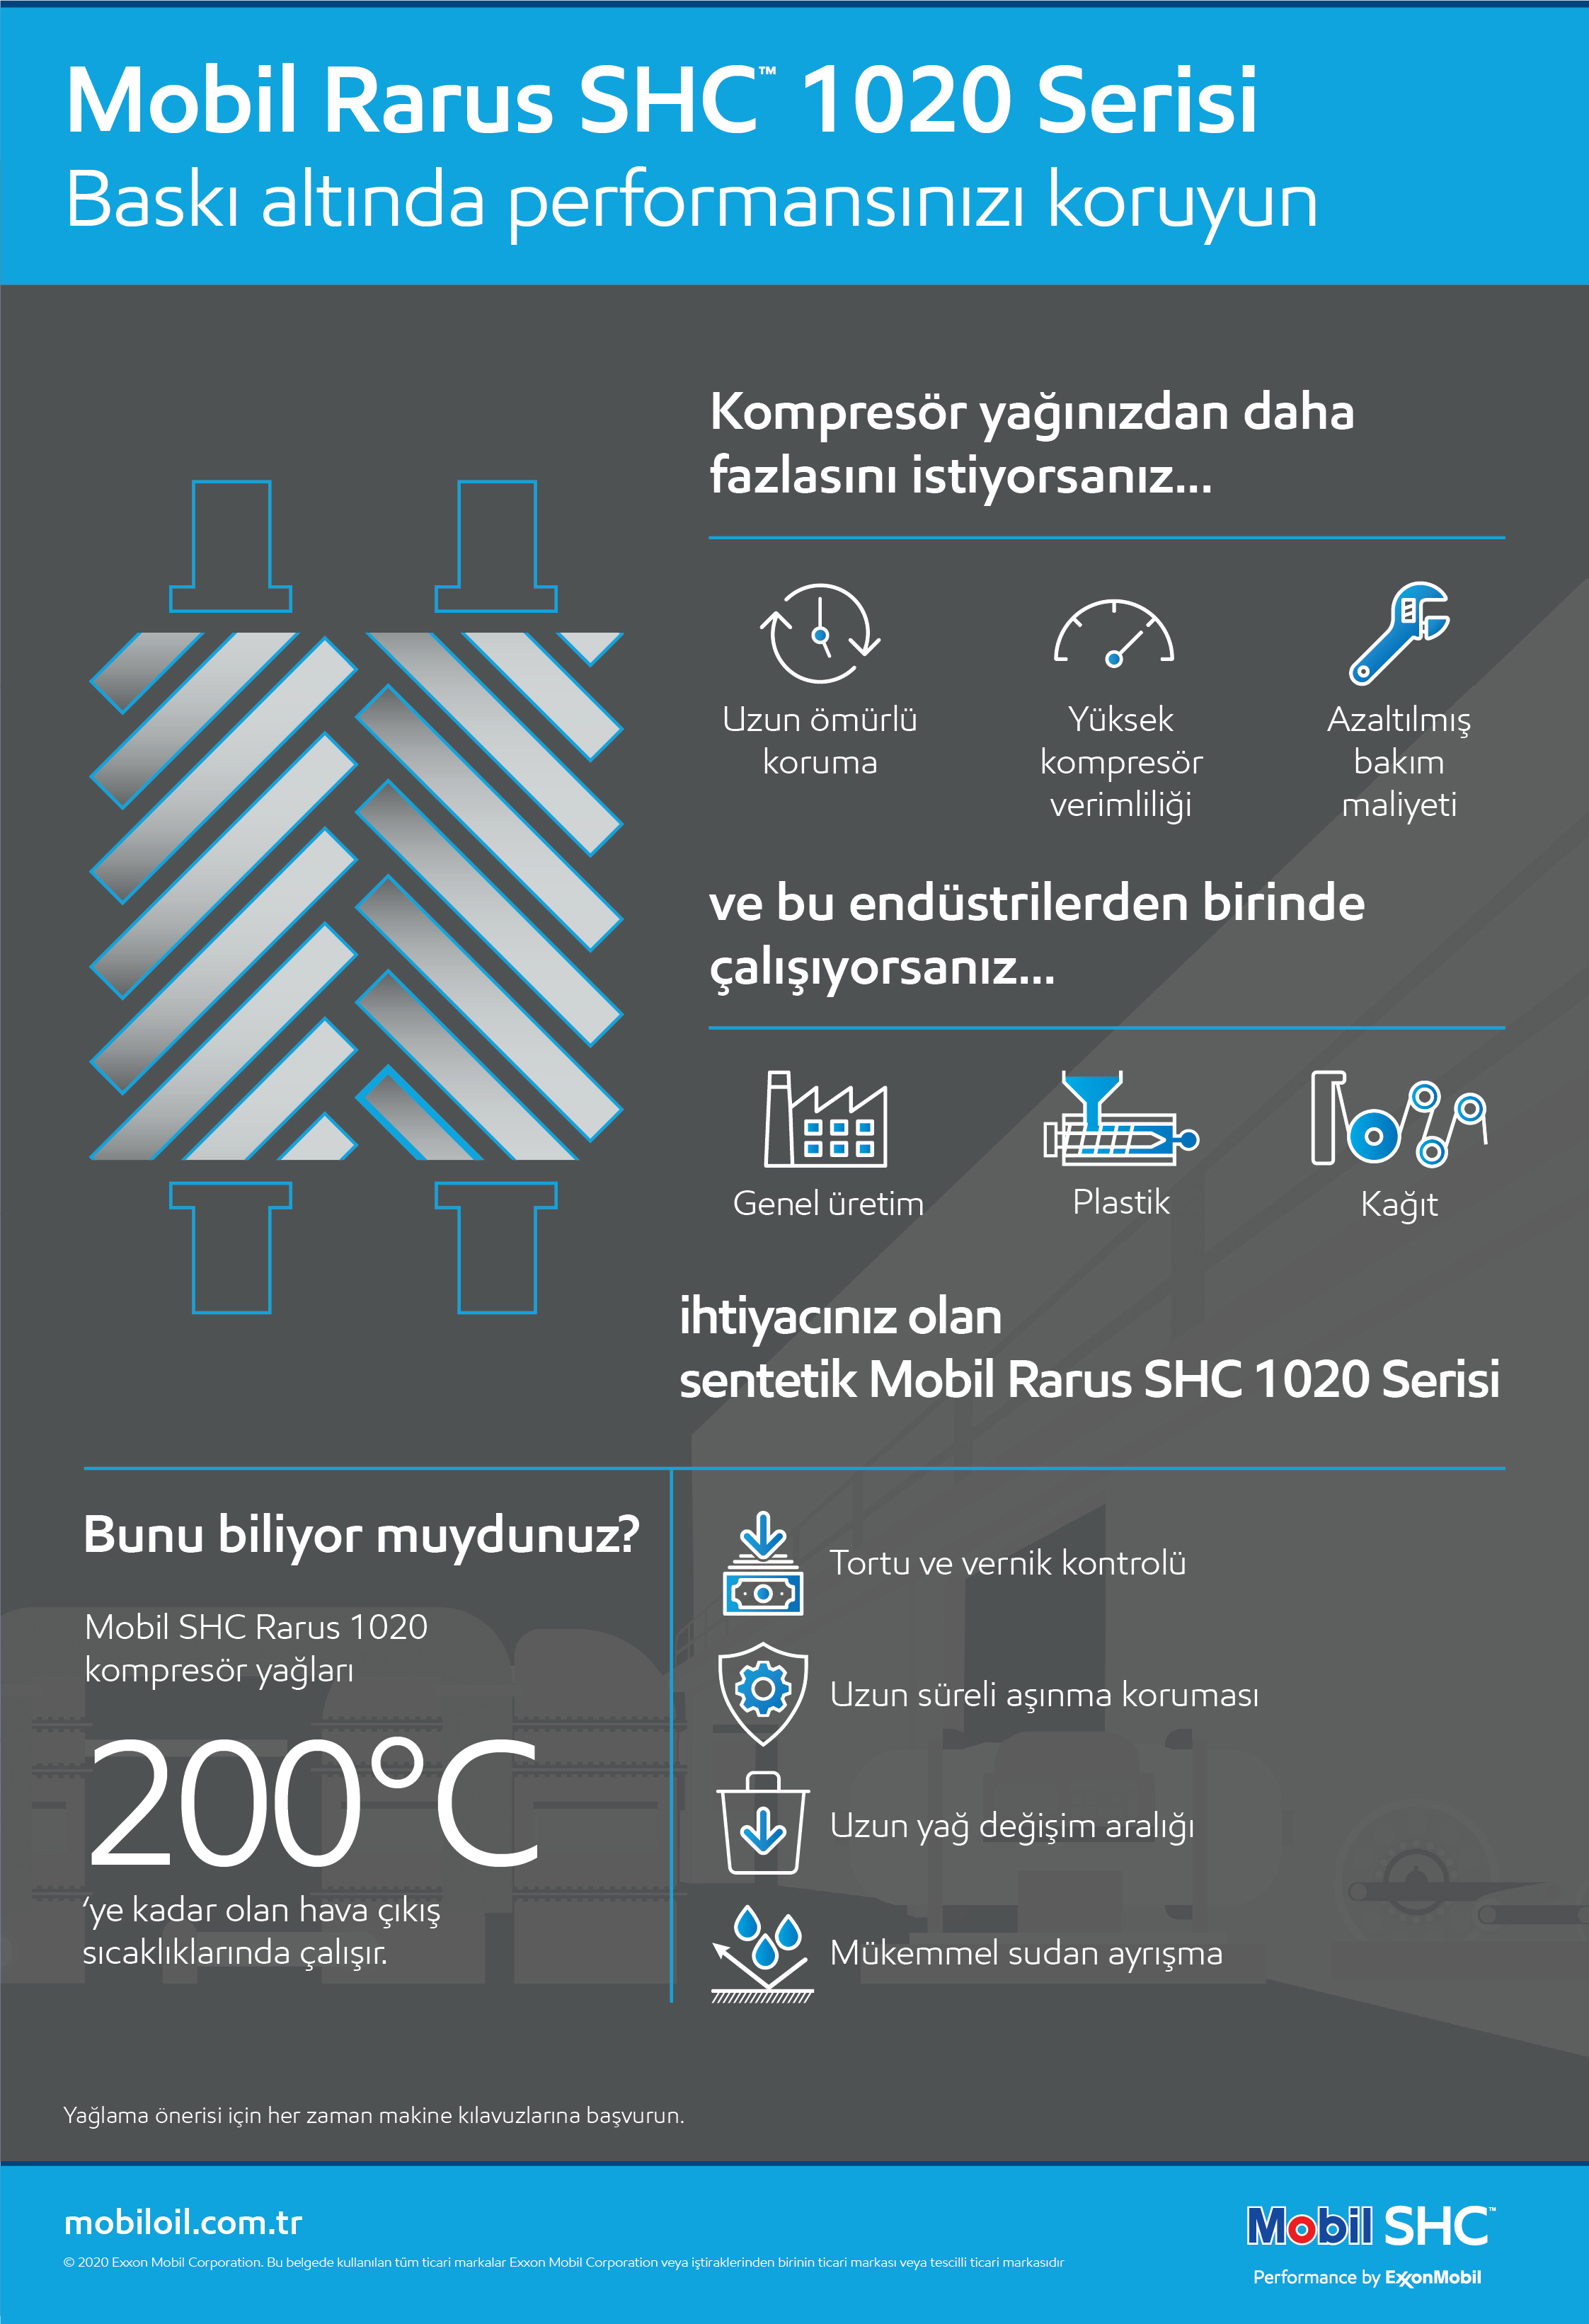 Mobil Rarus SHC™ 1020 Serisi
Baskı altında performansınızı koruyun
Kompresör yağınızdan daha
fazlasını istiyorsanız...
Uzun ömürlü
koruma
Yüksek
kompresör
verimliliği
Azaltılmış
bakım
maliyeti
ve bu endüstrilerden birinde
çalışıyorsanız...
Genel üretim
Plastik
Kağıt
ihtiyacınız olan
sentetik Mobil Rarus SHC 1020 Serisi
Bunu biliyor muydunuz?
Mobil SHC Rarus 1020
kompresör yağları
200°C
‘ye kadar olan hava çıkış
sıcaklıklarında çalışır.
Tortu ve vernik kontrolü
Uzun süreli aşınma koruması
Uzun yağ değişim aralığı
Mükemmel sudan ayrışma
Yağlama önerisi için her zaman makine kılavuzlarına başvurun.
mobiloil.com.tr
© 2020 Exxon Mobil Corporation. Bu belgede kullanılan tüm ticari markalar Exxon Mobil Corporation veya iştiraklerinden birinin ticari markası veya tescilli ticari markasıdır
Mobil SHC™
Performance by ExxonMobil